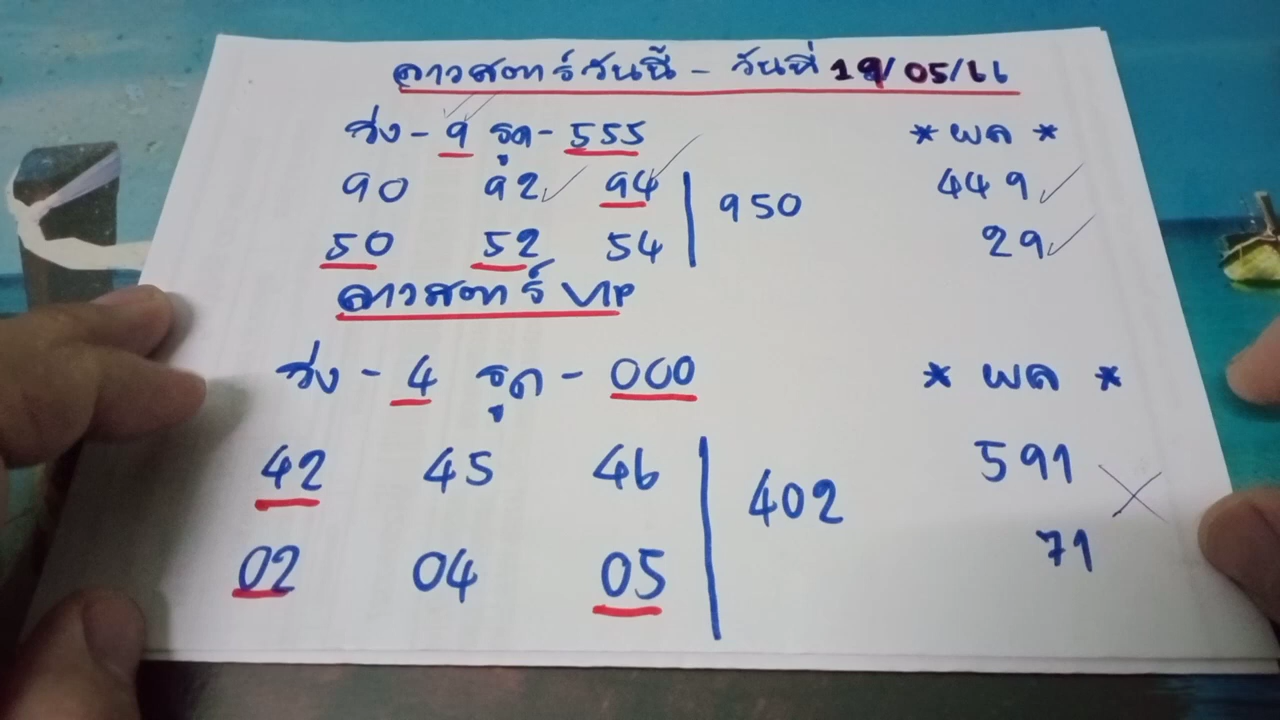 ลาวสตาร์วันนี้ - วันที่ 19/05/66
วิ่ง - 9 รูด - 555
90 92 94
50 52 54
950
* ผล *
449
29
ลาวสตาร์ VIP
วิ่ง - 4 รูด - 000
42 45 46
02 04 05
402
* ผล *
591
71